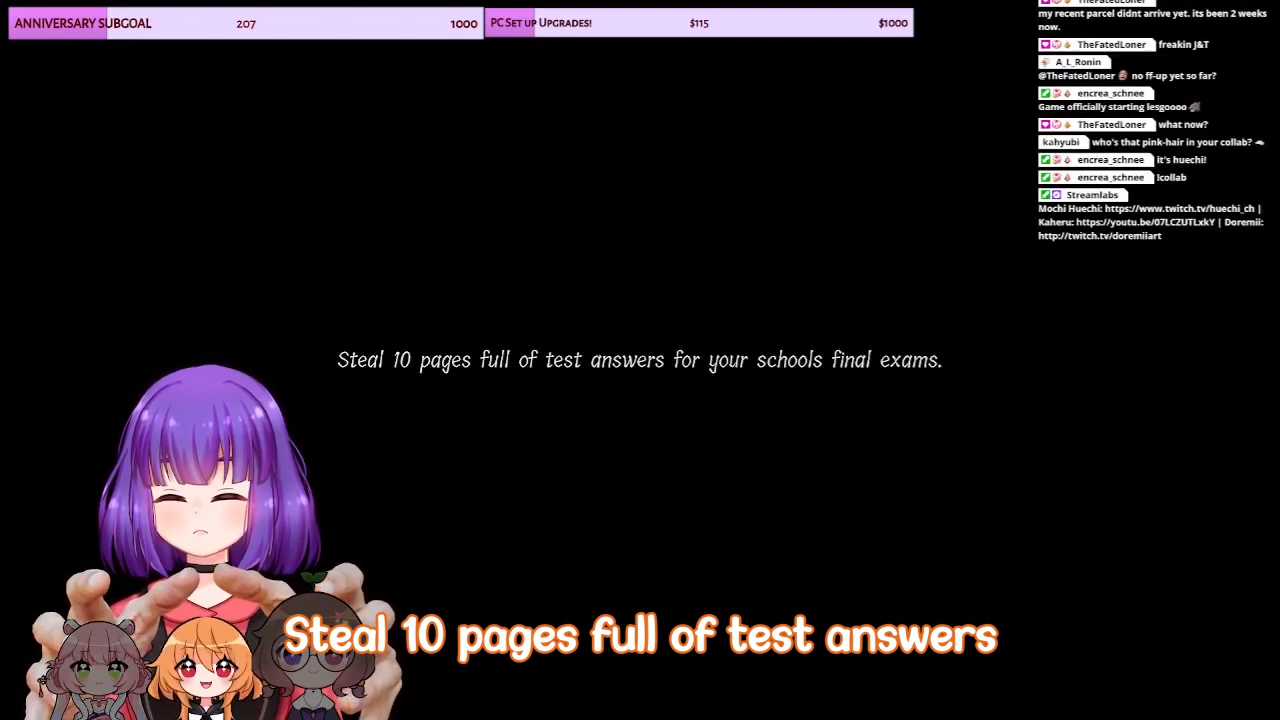 ANNIVERSARY SUBGOAL 207 1000 PC SET UP UPGRADES! $115 $1000
my recent parcel didnt arrive yet. its been 2 weeks
now.
TheFatedLoner freakin J&T
A_L_Ronin
@TheFatedLoner no ff-up yet so far?
encrea_schnee
Game officially starting lesgoooo
TheFatedLoner what now?
kahyubi who's that pink-hair in your collab?
encrea_schnee it's huechi!
encrea_schnee !collab
Streamlabs
Mochi Huechi: https://www.twitch.tv/huechi_ch |
Kaheru: https://youtu.be/07LCZUTLxkY | Doremii:
http://twitch.tv/doremiiart
Steal 10 pages full of test answers for your schools final exams.
Steal 10 pages full of test answers